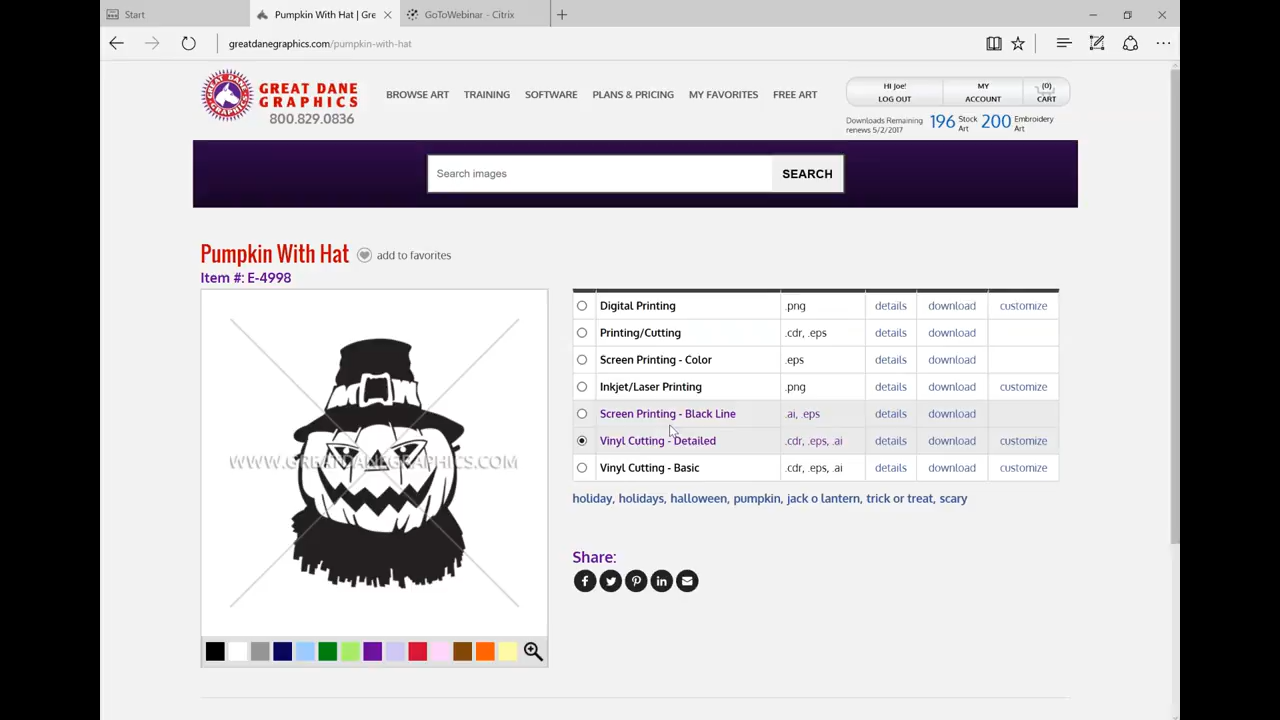 Start
Pumpkin With Hat | Gre
GoToWebinar - Citrix
greatdanegraphics.com/pumpkin-with-hat
GREAT DANE
GRAPHICS
800.829.0836
BROWSE ART TRAINING SOFTWARE PLANS & PRICING MY FAVORITES FREE ART
Hi Joe!
LOG OUT
MY
ACCOUNT
(0)
CART
Downloads Remaining
renews 5/2/2017
196 Stock
Art
200 Embroidery
Art
Search images
SEARCH
Pumpkin With Hat add to favorites
Item #: E-4998
WWW.GREATDANEGRAPHICS.COM
Digital Printing .png details download customize
Printing/Cutting .cdr, .eps details download
Screen Printing - Color .eps details download
Inkjet/Laser Printing .png details download customize
Screen Printing - Black Line .ai, .eps details download
Vinyl Cutting - Detailed .cdr, .eps, .ai details download customize
Vinyl Cutting - Basic .cdr, .eps, .ai details download customize
holiday, holidays, halloween, pumpkin, jack o lantern, trick or treat, scary
Share: